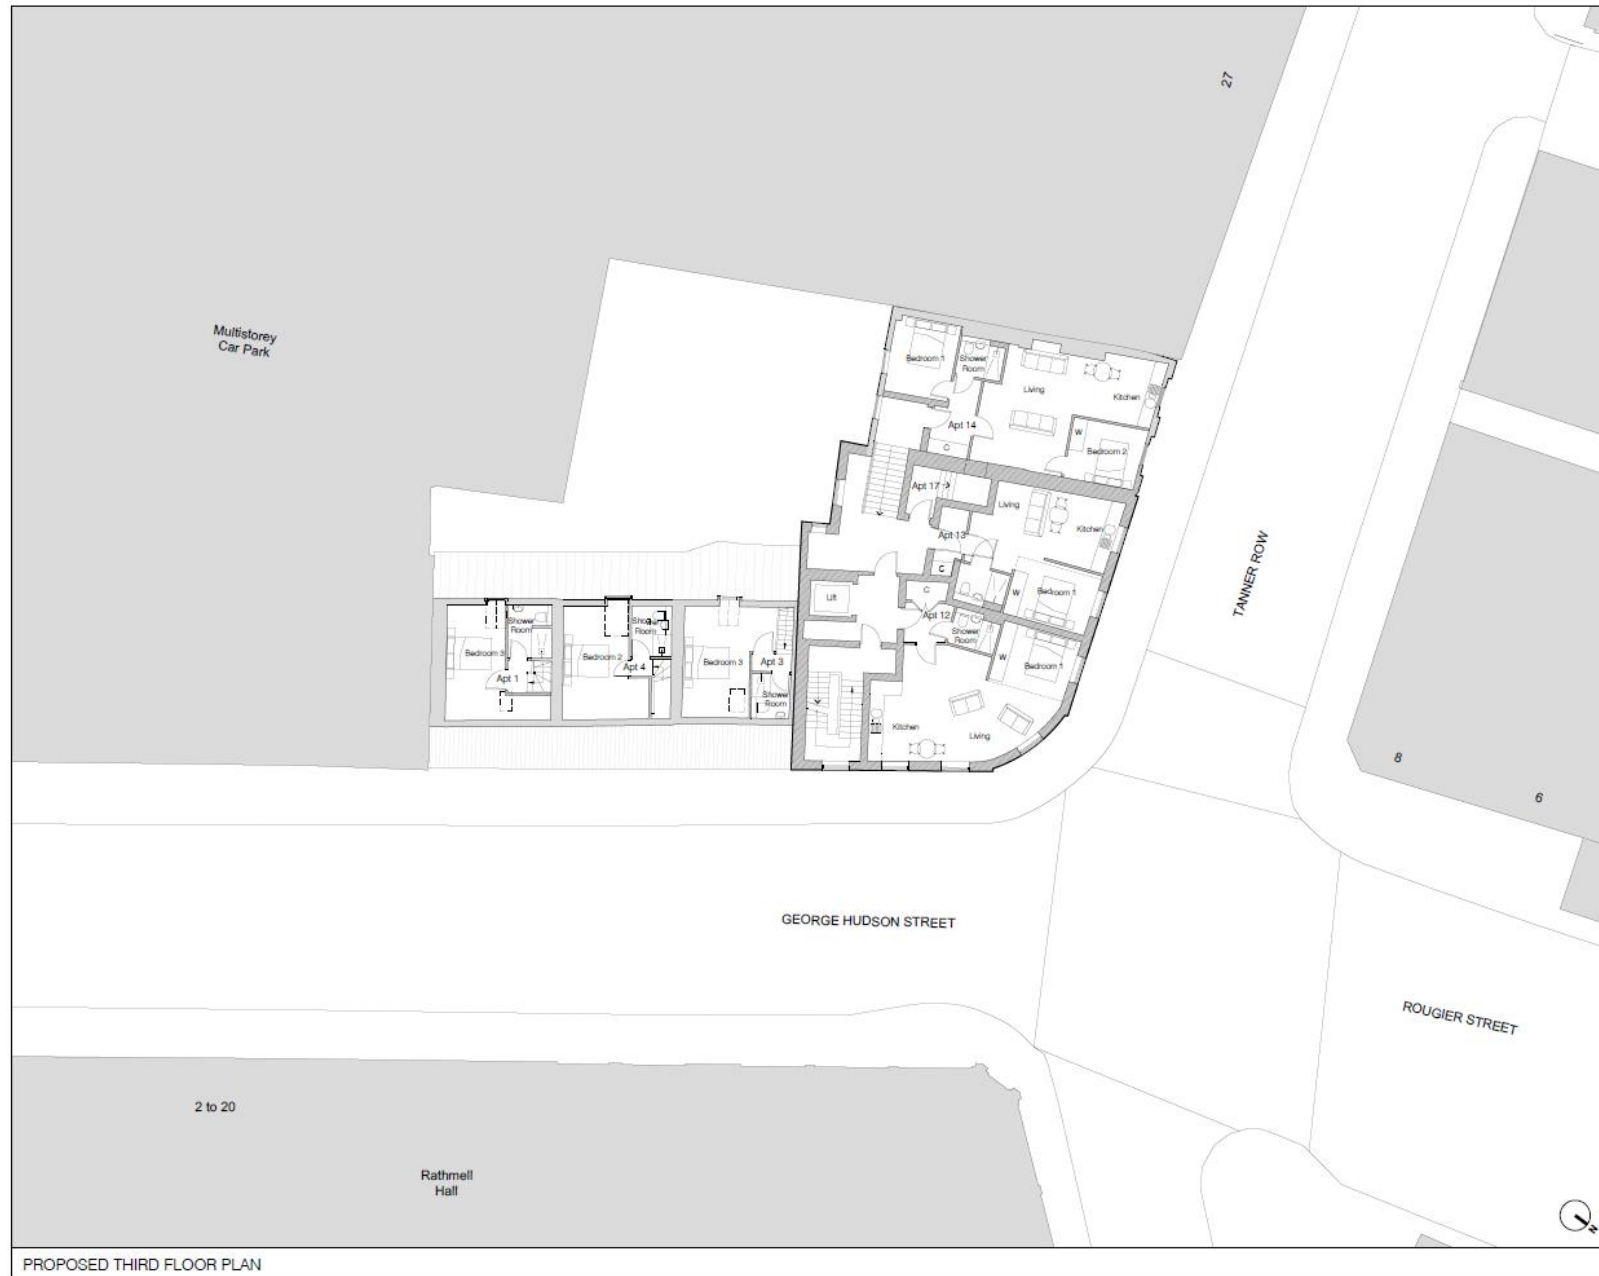 27
Multistorey
Car Park
Bedroom 1
Shower
Room
Living
Kitchen
Apt 14
W
Bedroom 2
C
Apt 17
Living
Kitchen
Apt 13
C
W
Bedroom 1
Lift
C
Apt 12
Shower
Room
W
Bedroom 1
Kitchen
Living
Shower
Room
Bedroom 3
Apt 1
Shower
Room
Bedroom 2
Apt 4
Bedroom 3
Apt 3
Shower
Room
TANNER ROW
8
6
GEORGE HUDSON STREET
ROUGIER STREET
2 to 20
Rathmell
Hall
N
PROPOSED THIRD FLOOR PLAN